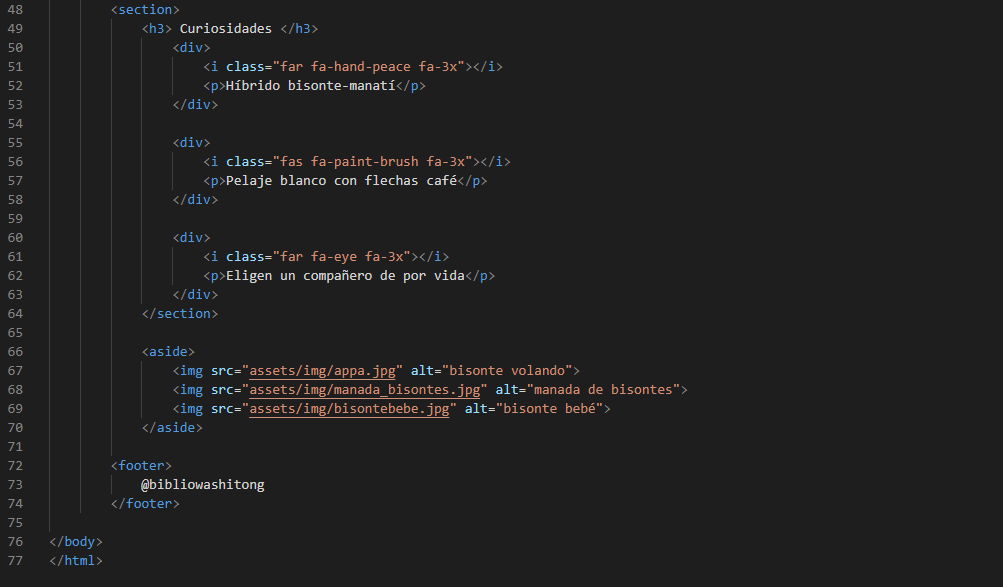 48 <section>
49 <h3> Curiosidades </h3>
50 <div>
51 <i class="far fa-hand-peace fa-3x"></i>
52 <p>Híbrido bisonte-manatí</p>
53 </div>
54
55 <div>
56 <i class="fas fa-paint-brush fa-3x"></i>
57 <p>Pelaje blanco con flechas café</p>
58 </div>
59
60 <div>
61 <i class="far fa-eye fa-3x"></i>
62 <p>Eligen un compañero de por vida</p>
63 </div>
64 </section>
65
66 <aside>
67 <img src="assets/img/appa.jpg" alt="bisonte volando">
68 <img src="assets/img/manada_bisontes.jpg" alt="manada de bisontes">
69 <img src="assets/img/bisontebebe.jpg" alt="bisonte bebé">
70 </aside>
71
72 <footer>
73 @bibliowashitong
74 </footer>
75
76 </body>
77 </html>